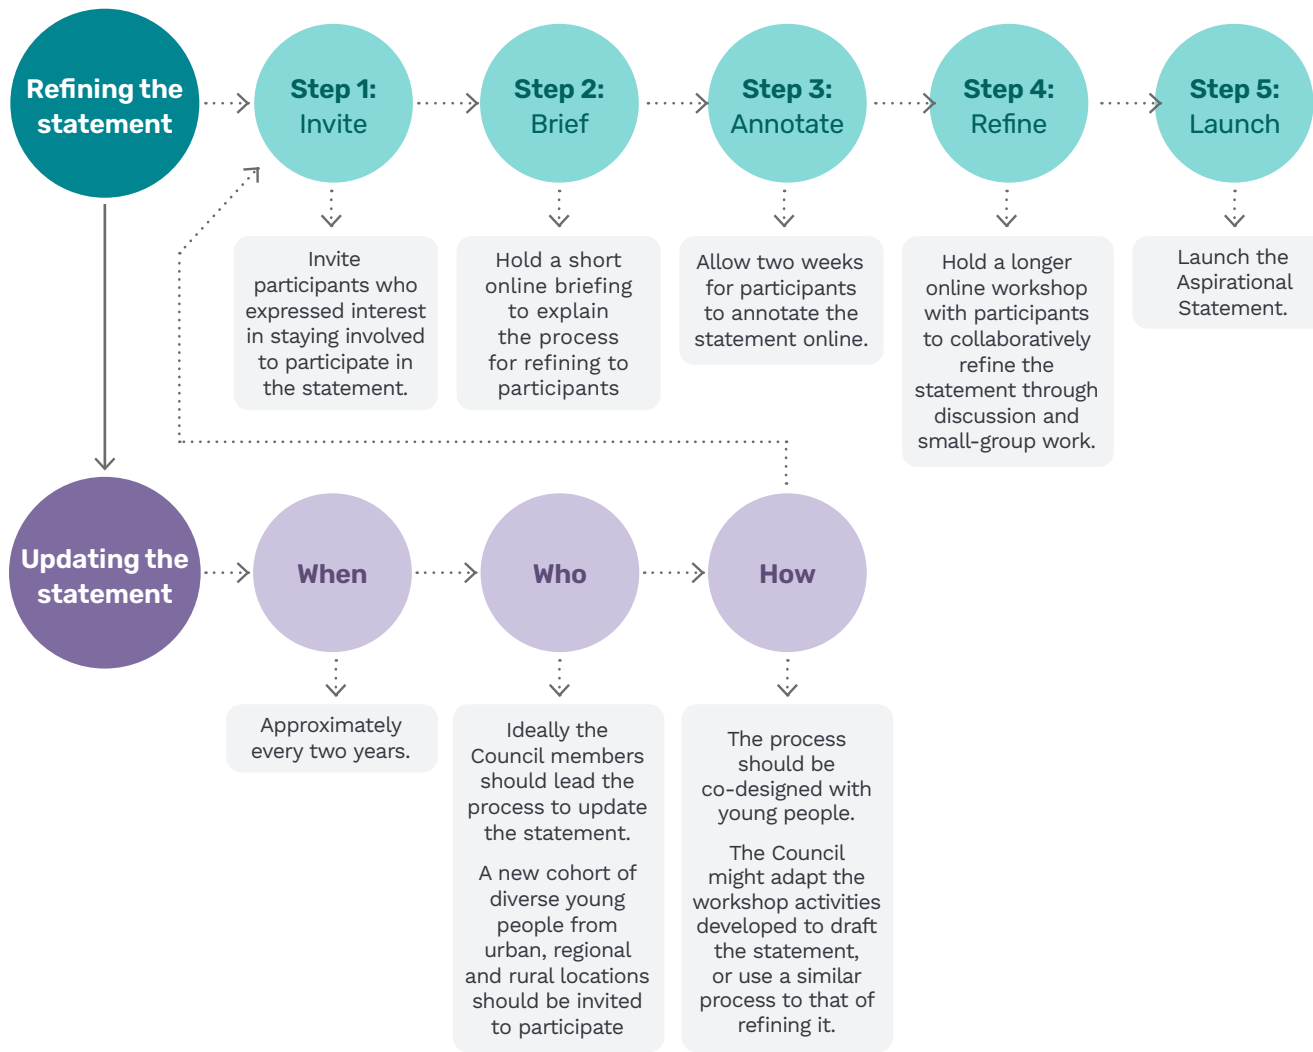 Refining the
statement
Step 1:
Invite
Step 2:
Brief
Step 3:
Annotate
Step 4:
Refine
Step 5:
Launch
Invite
participants who
expressed interest
in staying involved
to participate in
the statement.
Hold a short
online briefing
to explain
the process
for refining to
participants
Allow two weeks
for participants
to annotate the
statement online.
Hold a longer
online workshop
with participants
to collaboratively
refine the
statement through
discussion and
small-group work.
Launch the
Aspirational
Statement.
Updating the
statement
When
Who
How
Approximately
every two years.
Ideally the
Council members
should lead the
process to update
the statement.
A new cohort of
diverse young
people from
urban, regional
and rural locations
should be invited
to participate
The process
should be
co-designed with
young people.
The Council
might adapt the
workshop activities
developed to draft
the statement,
or use a similar
process to that of
refining it.